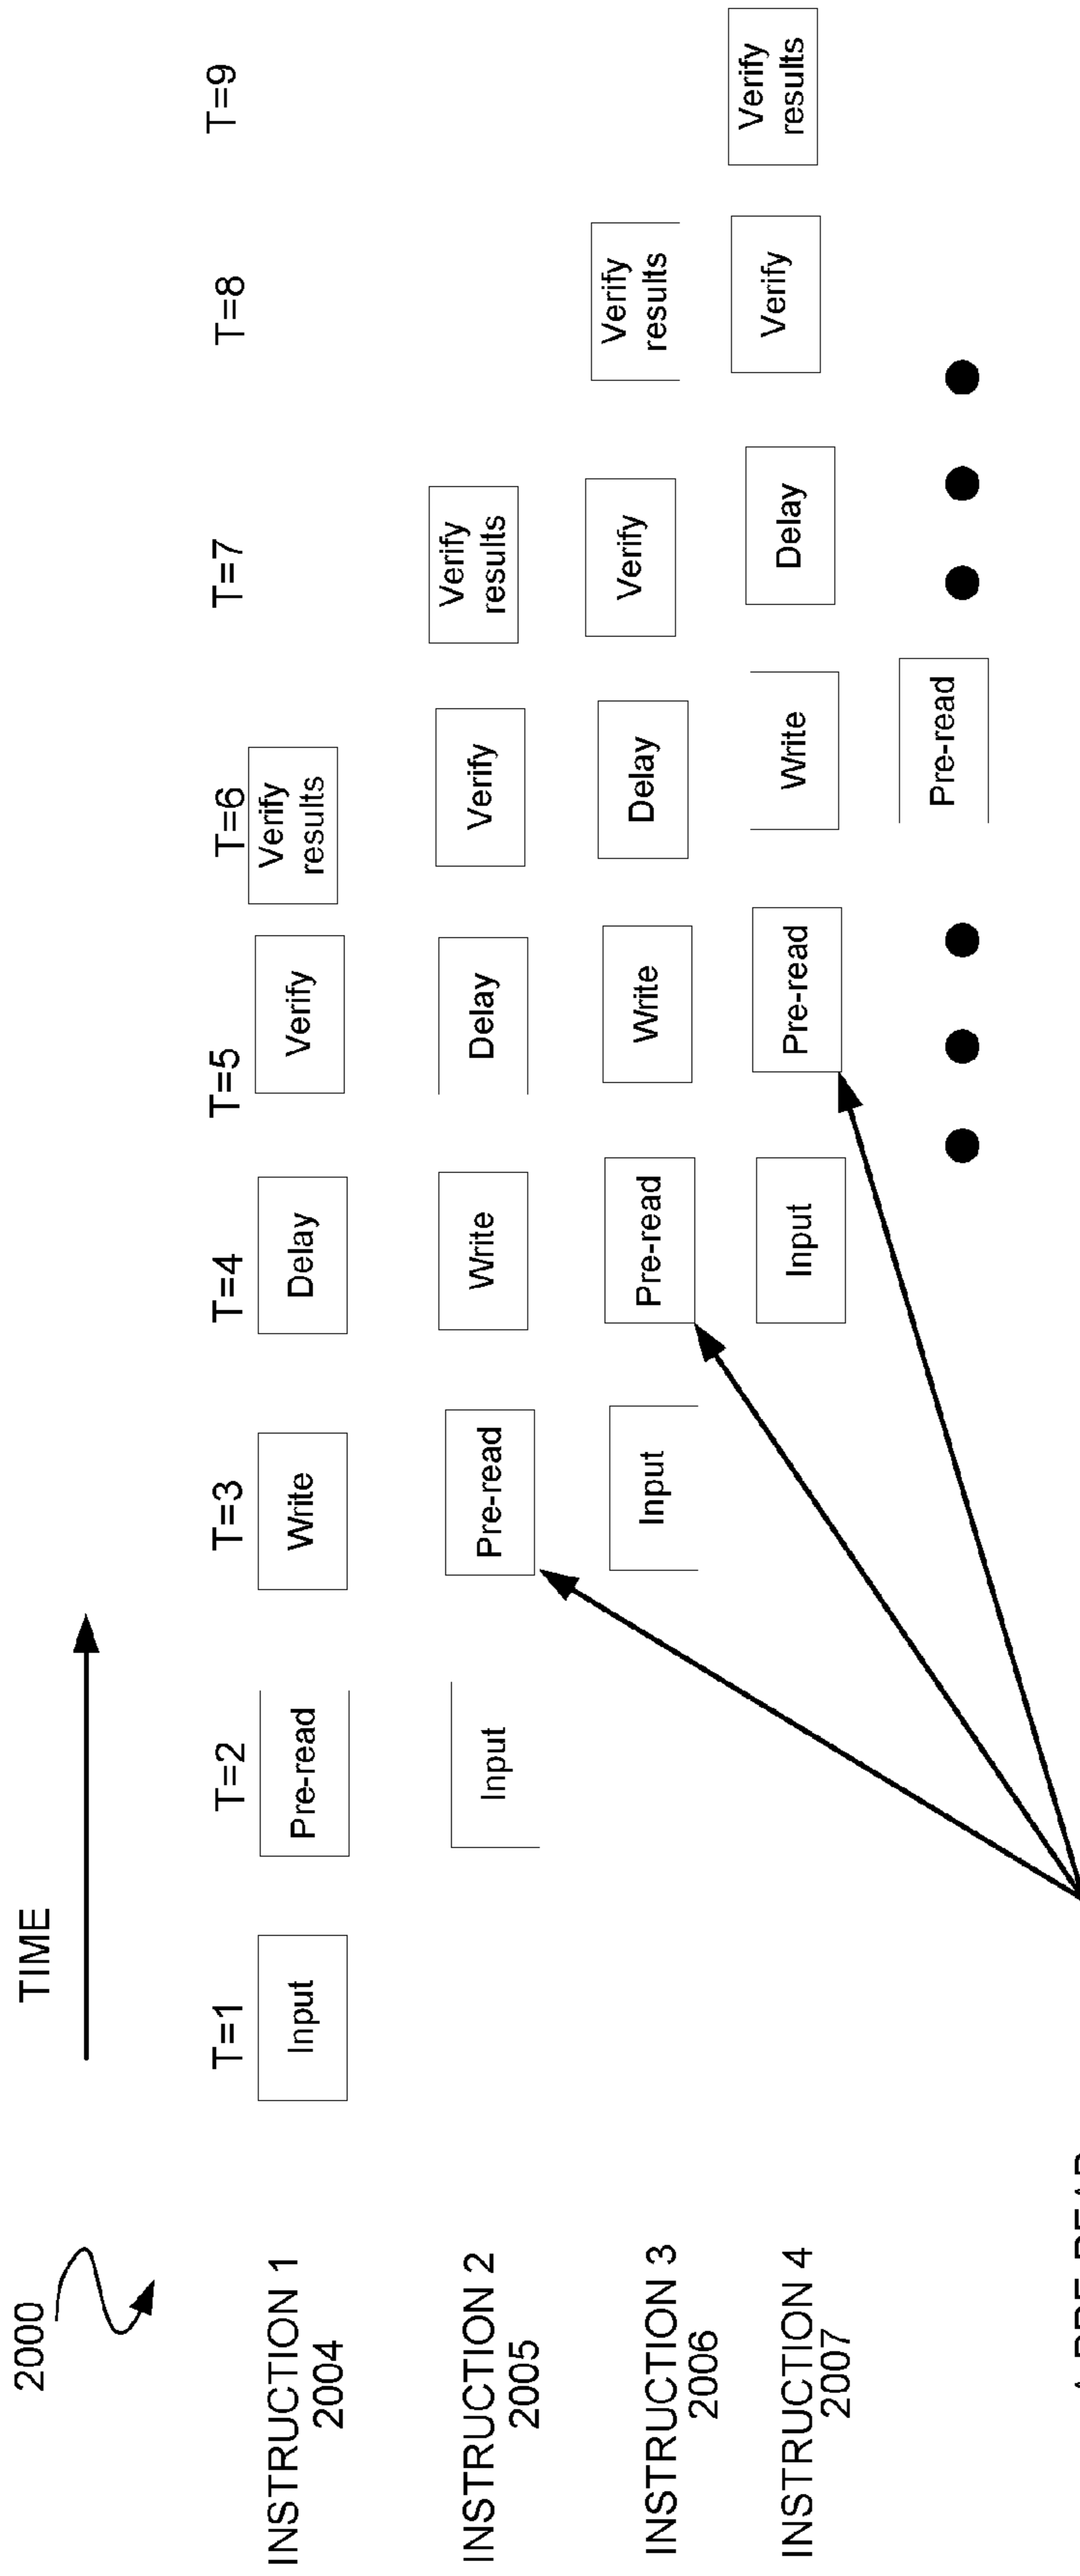 2000
TIME
T=1
T=2
T=3
T=4
T=5
T=6
T=7
T=8
T=9
INSTRUCTION 1
2004
Input
Pre-read
Write
Delay
Verify
Verify
results
INSTRUCTION 2
2005
Input
Pre-read
Write
Delay
Verify
Verify
results
INSTRUCTION 3
2006
Input
Pre-read
Write
Delay
Verify
Verify
results
INSTRUCTION 4
2007
Input
Pre-read
Write
Delay
Verify
Verify
results
Pre-read